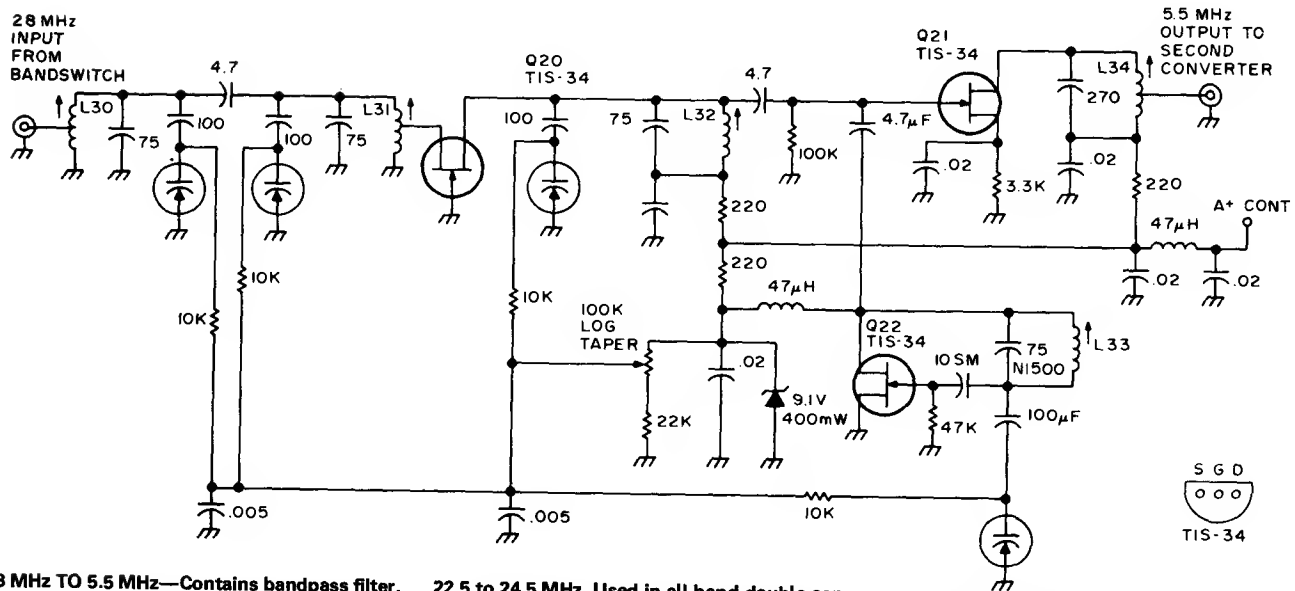 28 MHz
INPUT
FROM
BANDSWITCH
L30
75
100
4.7
100
75
L31
Q20
TIS-34
100
75
L32
4.7
100K
4.7µF
Q21
TIS-34
.02
3.3K
270
.02
L34
5.5 MHz
OUTPUT TO
SECOND
CONVERTER
220
47µH
A+ CONT
.02
.02
220
220
47µH
10K
10K
10K
100K
LOG
TAPER
22K
.02
9.1V
400mW
Q22
TIS-34
47K
10SM
75
N1500
L33
100µF
10K
.005
.005
S G D
TIS-34
MHz TO 5.5 MHz—Contains bandpass filter,
22.5 to 24.5 MHz. Used in all-band double